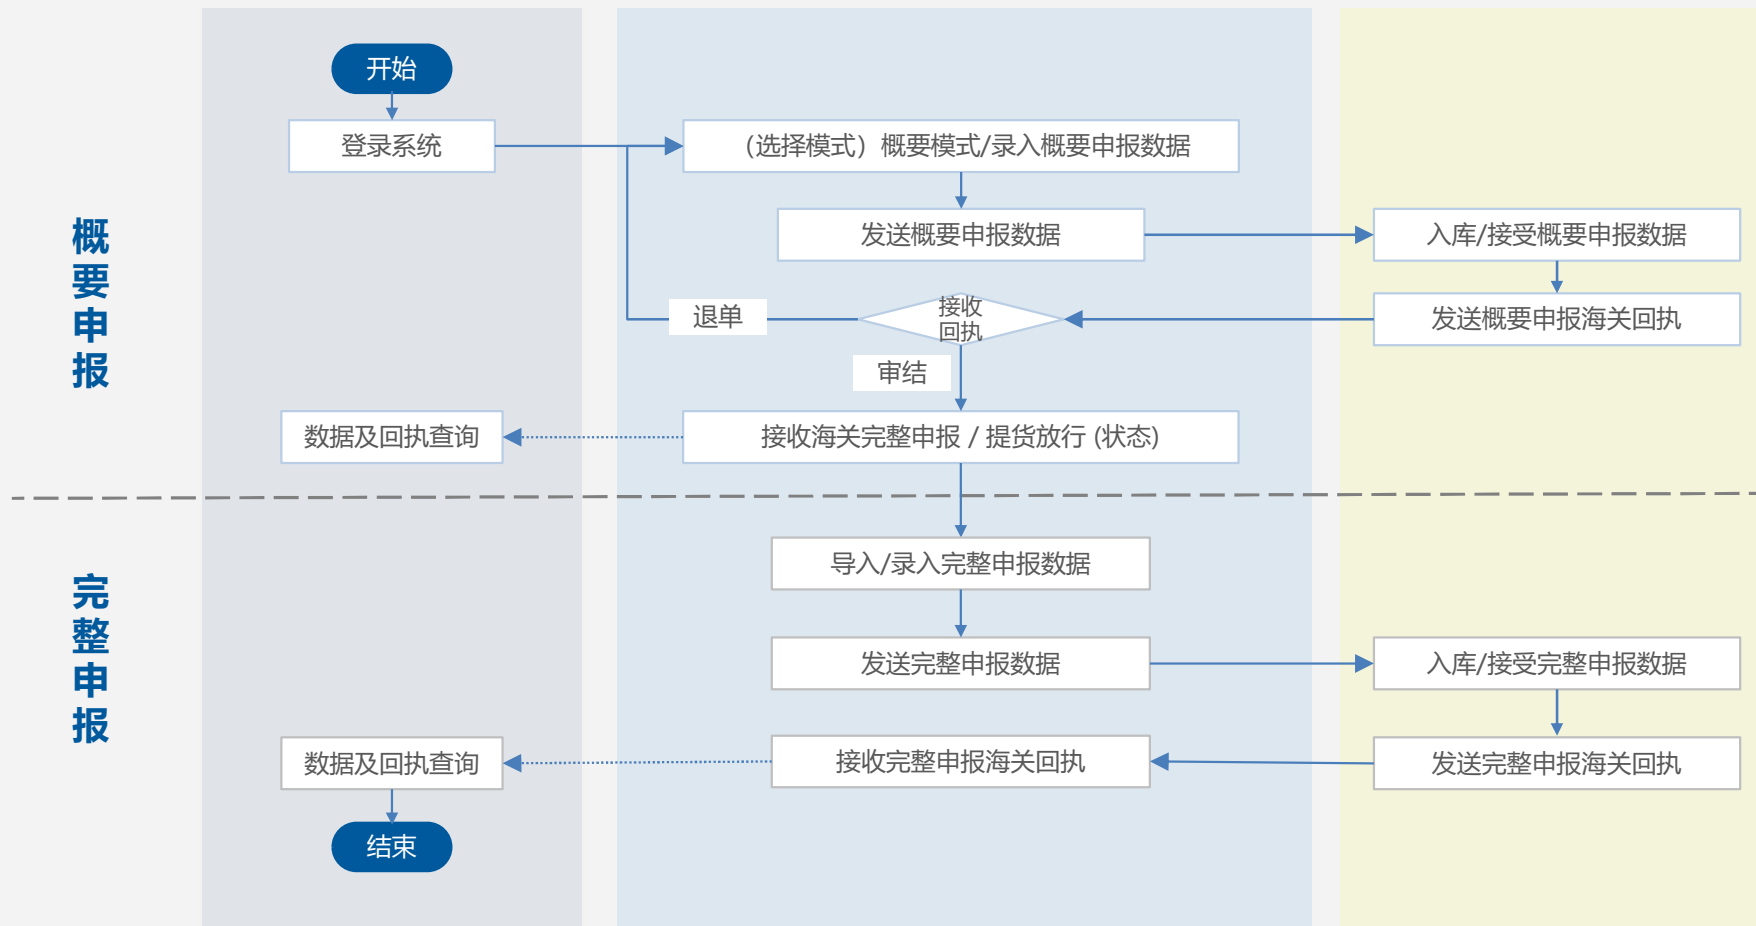 概要申报
开始
登录系统
（选择模式）概要模式/录入概要申报数据
发送概要申报数据
入库/接受概要申报数据
退单
接收
回执
发送概要申报海关回执
审结
数据及回执查询
接收海关完整申报 / 提货放行 (状态)
完整申报
导入/录入完整申报数据
发送完整申报数据
入库/接受完整申报数据
数据及回执查询
接收完整申报海关回执
发送完整申报海关回执
结束